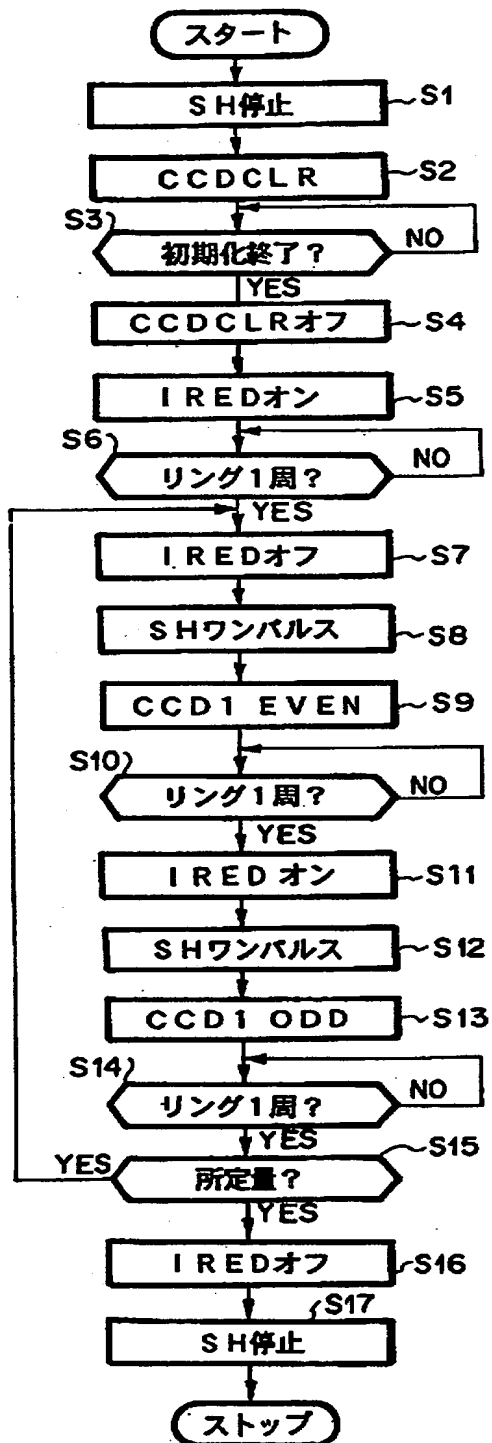 スタート
SH停止 S1
CCDCLR S2
S3 初期化終了? NO
YES
CCDCLRオフ S4
IREDオン S5
S6 リング1周? NO
YES
IREDオフ S7
SHワンパルス S8
CCD1 EVEN S9
S10 リング1周? NO
YES
IREDオン S11
SHワンパルス S12
CCD1 ODD S13
S14 リング1周? NO
YES
YES 所定量? S15
YES
IREDオフ S16
S17
SH停止
ストップ